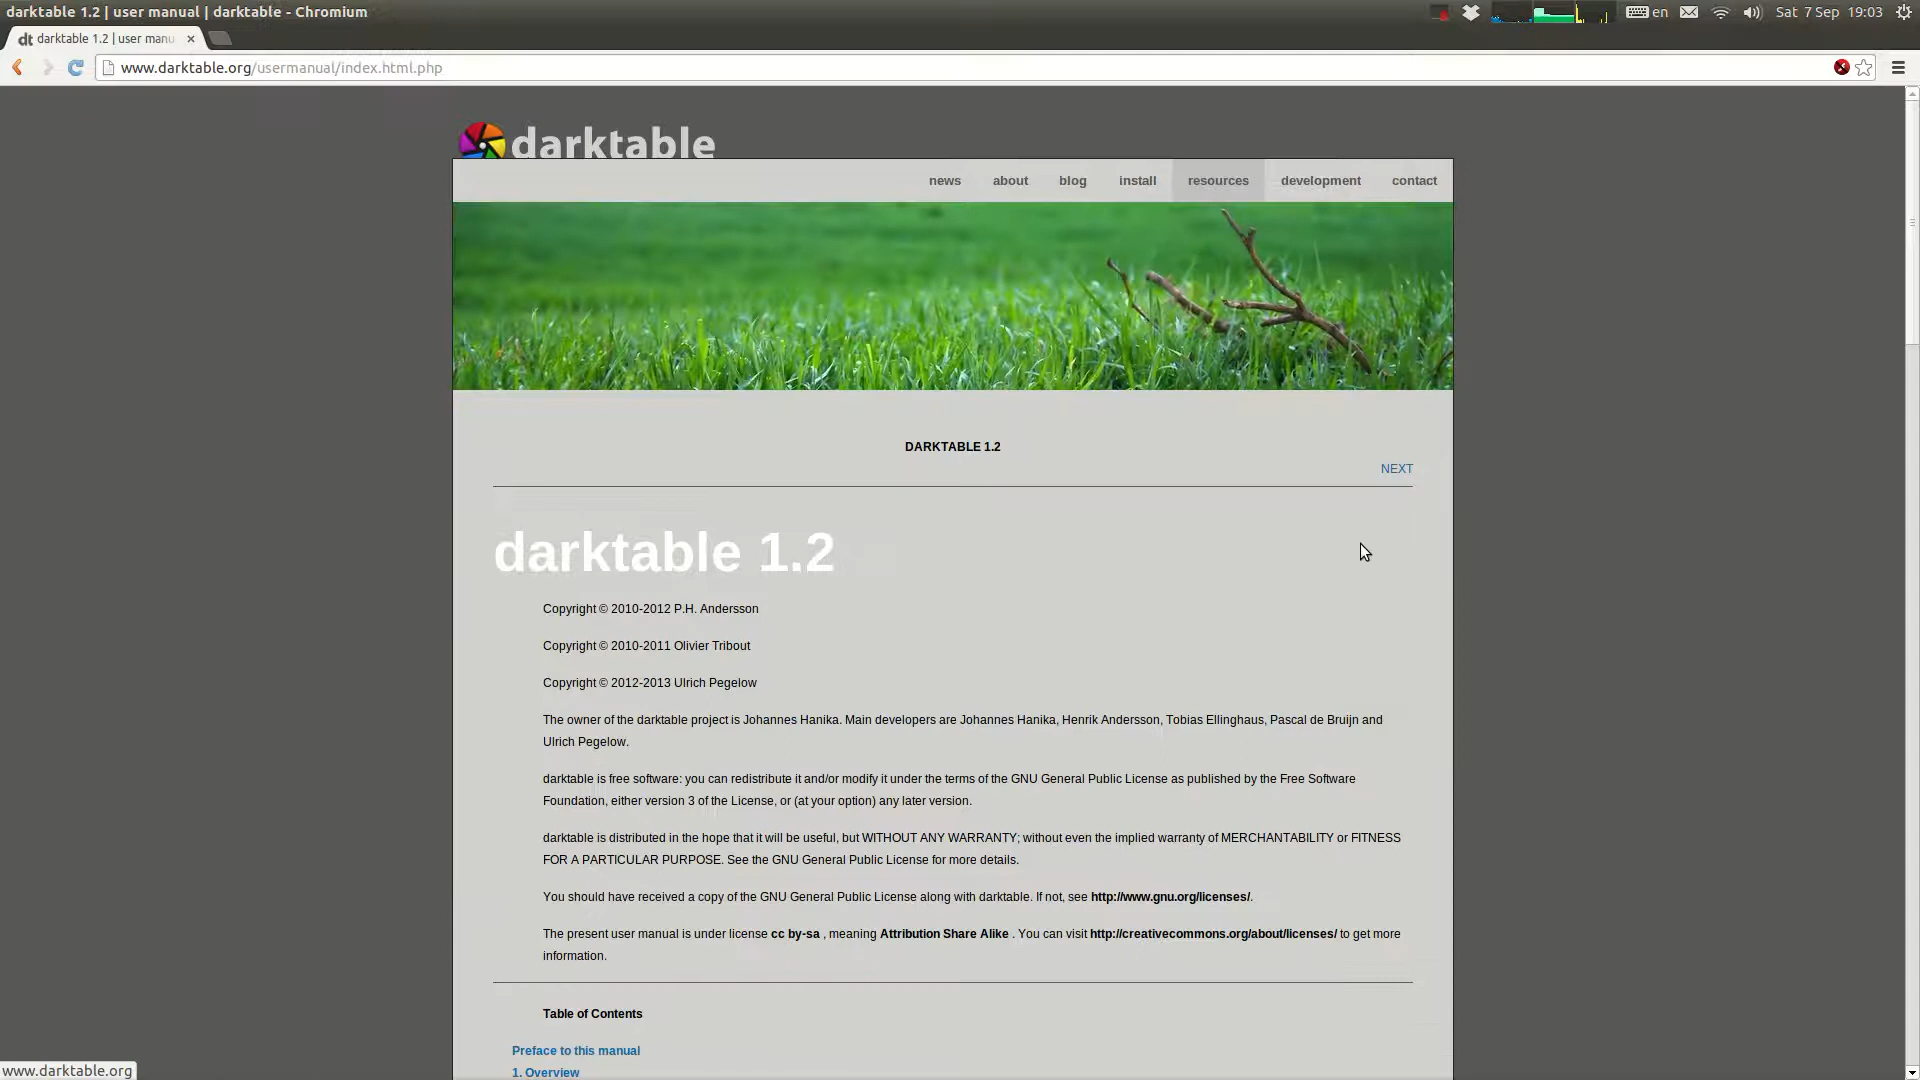 darktable 1.2 | user manual | darktable - Chromium
en
Sat 7 Sep 19:03
dt darktable 1.2 | user manu
www.darktable.org/usermanual/index.html.php
darktable
news about blog install resources development contact
DARKTABLE 1.2
NEXT
darktable 1.2
Copyright © 2010-2012 P.H. Andersson
Copyright © 2010-2011 Olivier Tribout
Copyright © 2012-2013 Ulrich Pegelow
The owner of the darktable project is Johannes Hanika. Main developers are Johannes Hanika, Henrik Andersson, Tobias Ellinghaus, Pascal de Bruijn and
Ulrich Pegelow.
darktable is free software: you can redistribute it and/or modify it under the terms of the GNU General Public License as published by the Free Software
Foundation, either version 3 of the License, or (at your option) any later version.
darktable is distributed in the hope that it will be useful, but WITHOUT ANY WARRANTY; without even the implied warranty of MERCHANTABILITY or FITNESS
FOR A PARTICULAR PURPOSE. See the GNU General Public License for more details.
You should have received a copy of the GNU General Public License along with darktable. If not, see http://www.gnu.org/licenses/.
The present user manual is under license cc by-sa , meaning Attribution Share Alike . You can visit http://creativecommons.org/about/licenses/ to get more
information.
Table of Contents
Preface to this manual
1. Overview
www.darktable.org